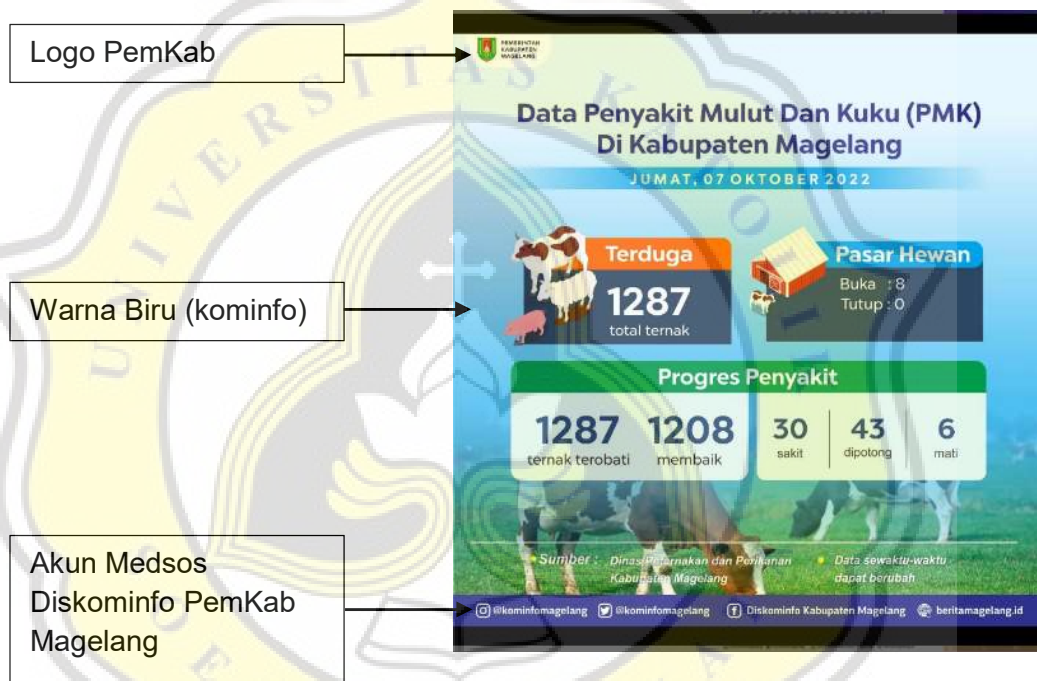 Logo PemKab
Warna Biru (kominfo)
Akun Medsos
Diskominfo PemKab
Magelang
PEMERINTAH
KABUPATEN
MAGELANG
Data Penyakit Mulut Dan Kuku (PMK)
Di Kabupaten Magelang
JUMAT, 07 OKTOBER 2022
Terduga
1287
total ternak
Pasar Hewan
Buka : 8
Tutup : 0
Progres Penyakit
1287
ternak terobati
1208
membaik
30
sakit
43
dipotong
6
mati
Sumber : Dinas Peternakan dan Perikanan
Kabupaten Magelang
Data sewaktu-waktu
dapat berubah
@kominfomagelang @kominfomagelang Diskominfo Kabupaten Magelang beritamagelang.id
UNIVERSITAS KATOLIK